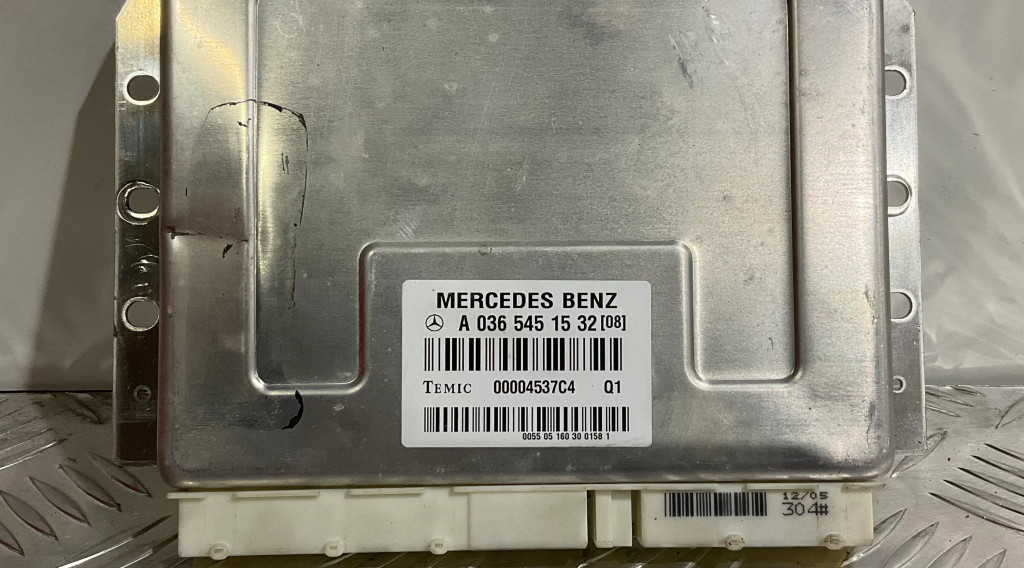 MERCEDES BENZ
A 036 545 15 32 [08]
TEMIC 00004537C4 Q1
0055 05 160 30 0158 1
12/05
304#